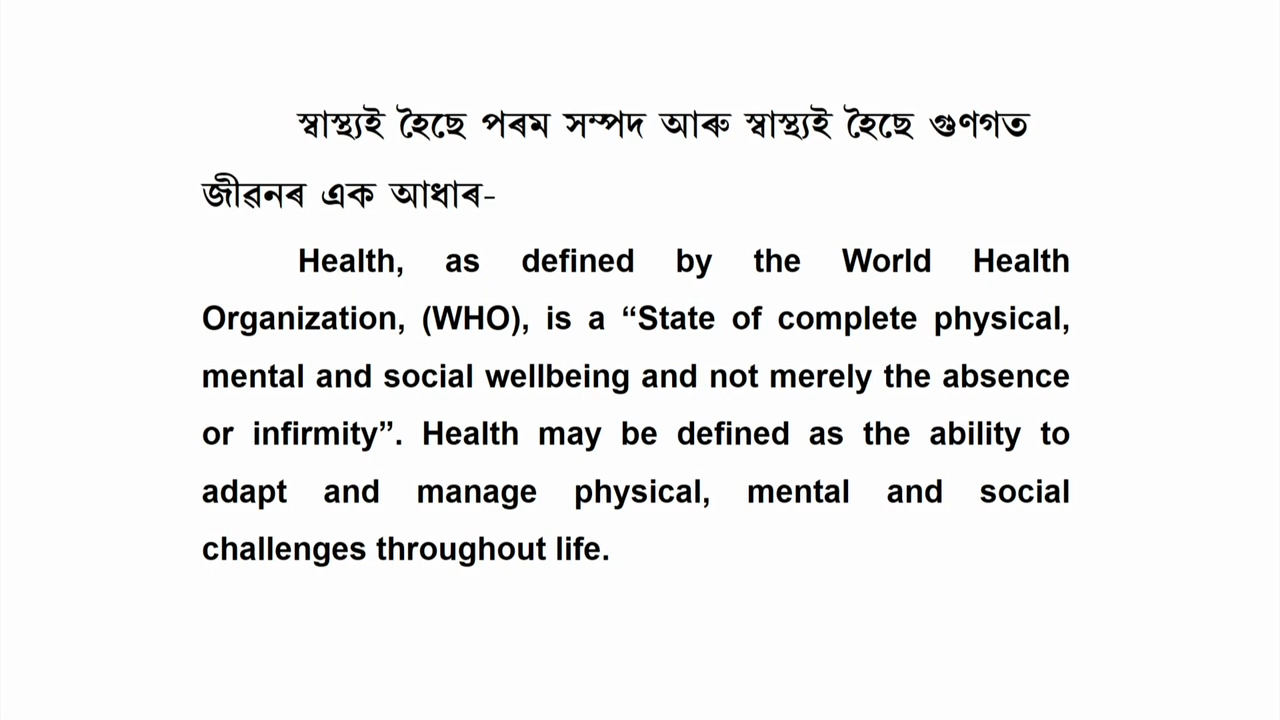 স্বাস্থ্যই হৈছে পৰম সম্পদ আৰু স্বাস্থ্যই হৈছে গুণগত
জীৱনৰ এক আধাৰ-
Health, as defined by the World Health
Organization, (WHO), is a “State of complete physical,
mental and social wellbeing and not merely the absence
or infirmity”. Health may be defined as the ability to
adapt and manage physical, mental and social
challenges throughout life.